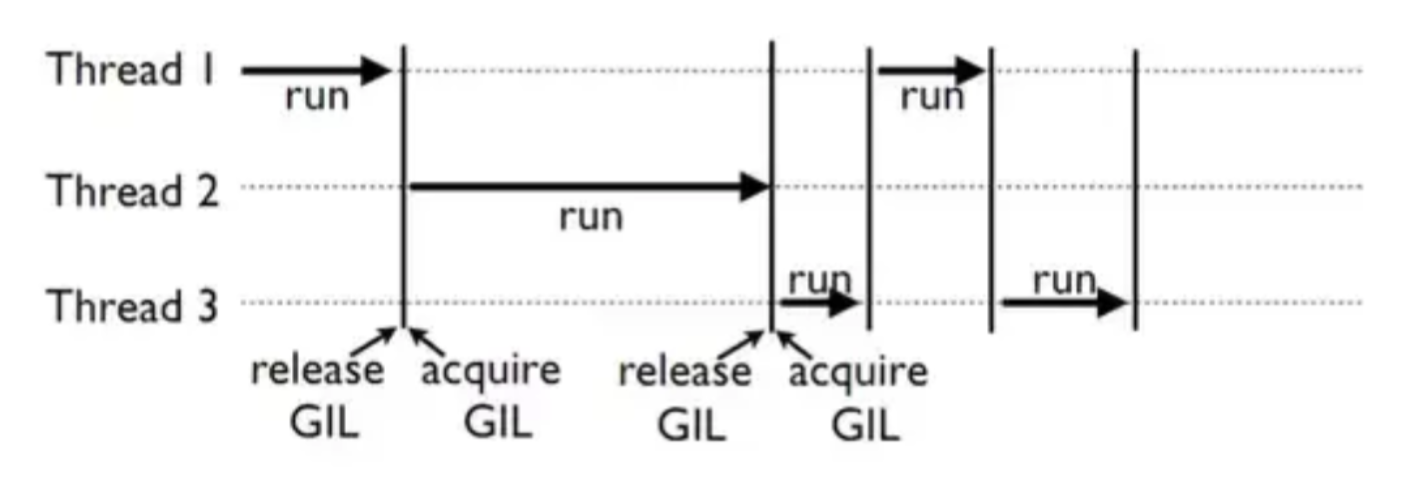 Thread 1
run
run
Thread 2
run
run
run
Thread 3
release acquire release acquire
GIL GIL GIL GIL